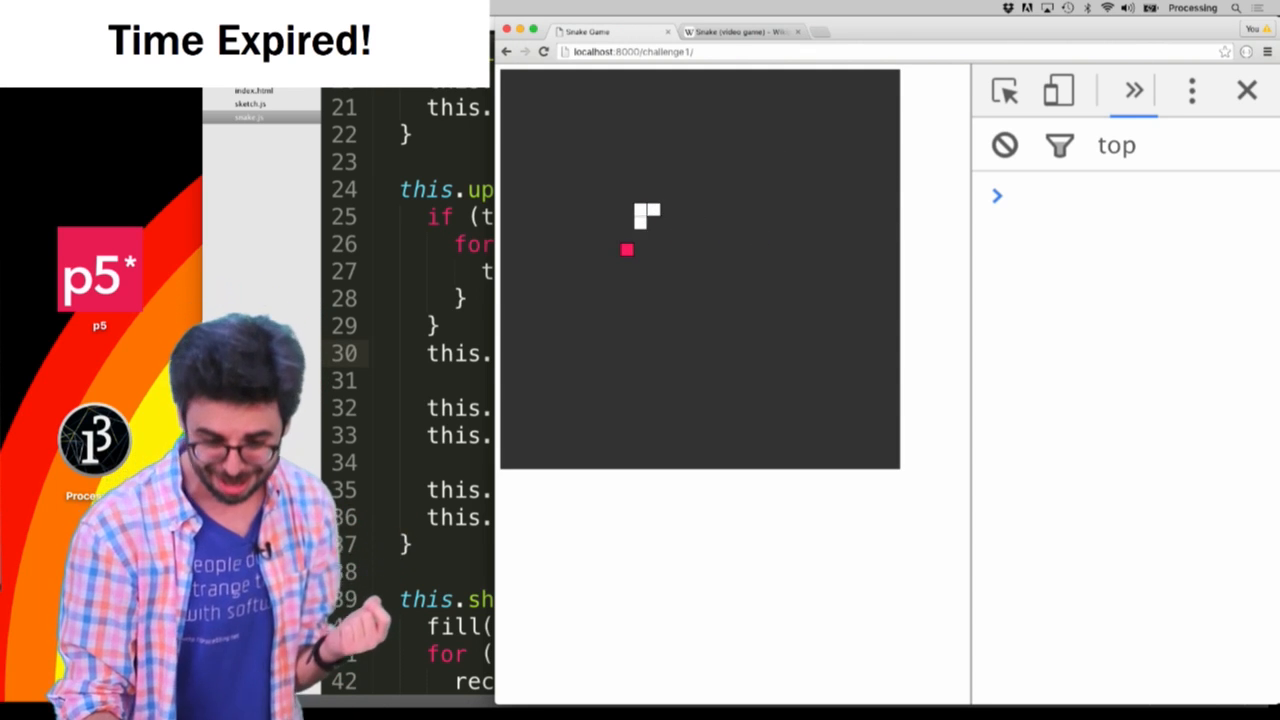 Time Expired!
Processing
Snake Game
Snake (video game) - Wiki
You
localhost:8000/challenge1/
index.html
sketch.js
snake.js
top
21 this.
22 }
23
24 this.up
25 if (t
26 for
27 t
28 }
29 }
30 this.
31
32 this.
33 this.
34
35 this.
36 this.
37 }
38
39 this.sh
fill(
for (
42 rec
p5*
p5
Proces
eople d
trange t
with softw